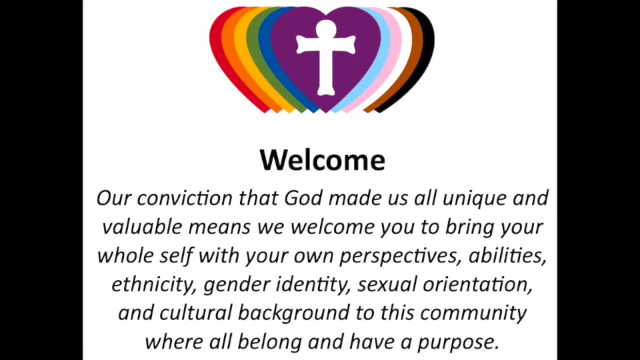 Welcome
Our conviction that God made us all unique and
valuable means we welcome you to bring your
whole self with your own perspectives, abilities,
ethnicity, gender identity, sexual orientation,
and cultural background to this community
where all belong and have a purpose.